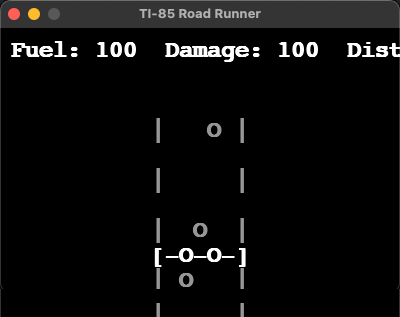 TI-85 Road Runner
Fuel: 100  Damage: 100  Dist
|   O |
|     |
|  O  |
[-O-O-]
| O   |
|     |